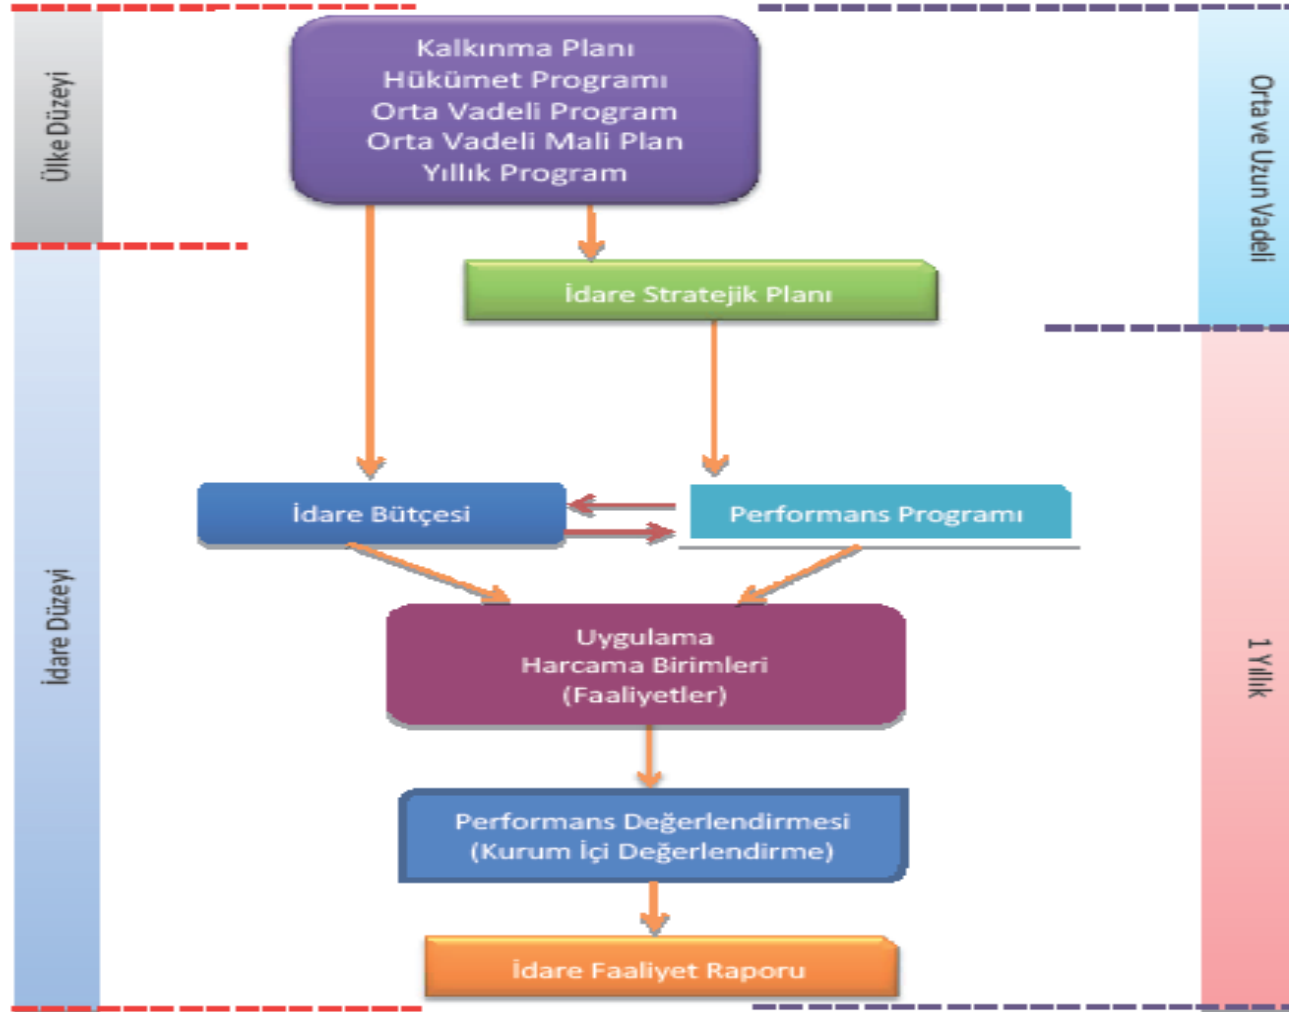 Ülke Düzeyi
Kalkınma Planı
Hükümet Programı
Orta Vadeli Program
Orta Vadeli Mali Plan
Yıllık Program
Orta ve Uzun Vadeli
İdare Stratejik Planı
İdare Düzeyi
İdare Bütçesi
Performans Programı
Uygulama
Harcama Birimleri
(Faaliyetler)
1 Yıllık
Performans Değerlendirmesi
(Kurum İçi Değerlendirme)
İdare Faaliyet Raporu